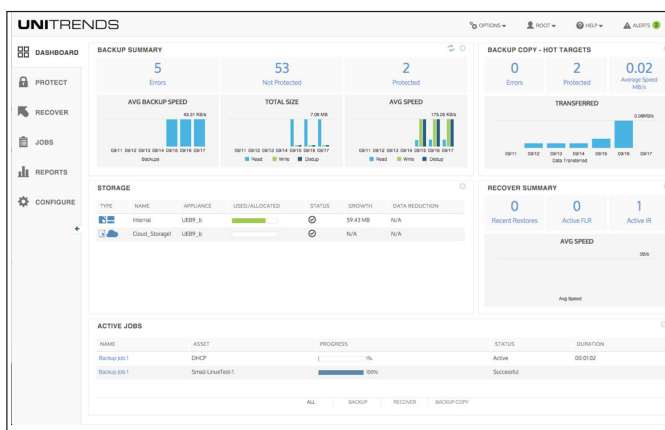 UNITRENDS
OPTIONS ROOT HELP ALERTS 2
DASHBOARD
PROTECT
RECOVER
JOBS
REPORTS
CONFIGURE
BACKUP SUMMARY
5 53 2
Errors Not Protected Protected
AVG BACKUP SPEED TOTAL SIZE AVG SPEED
43.31 KB/s 7.08 MB 173.05 KB/s
09/11 09/12 09/13 09/14 09/15 09/16 09/17 09/11 09/12 09/13 09/14 09/15 09/16 09/17 09/11 09/12 09/13 09/14 09/15 09/16 09/17
Backups Read Write Dedup Read Write Dedup
BACKUP COPY - HOT TARGETS
0 2 0.02
Errors Protected Average Speed
MB/s
TRANSFERRED
0.08MB/s
09/11 09/12 09/13 09/14 09/15 09/16 09/17
Data Transferred
STORAGE
TYPE NAME APPLIANCE USED/ALLOCATED STATUS GROWTH DATA REDUCTION
Internal UEB9_b 59.43 MB N/A
Cloud_Storage1 UEB9_b N/A N/A
RECOVER SUMMARY
0 0 1
Recent Restores Active FLR Active IR
AVG SPEED
0B/s
Avg Speed
ACTIVE JOBS
NAME ASSET PROGRESS STATUS DURATION
Backup Job 1 DHCP 1% Active 00:01:02
Backup Job 1 Small-LinuxTest-1 100% Successful
ALL BACKUP RECOVER BACKUP COPY